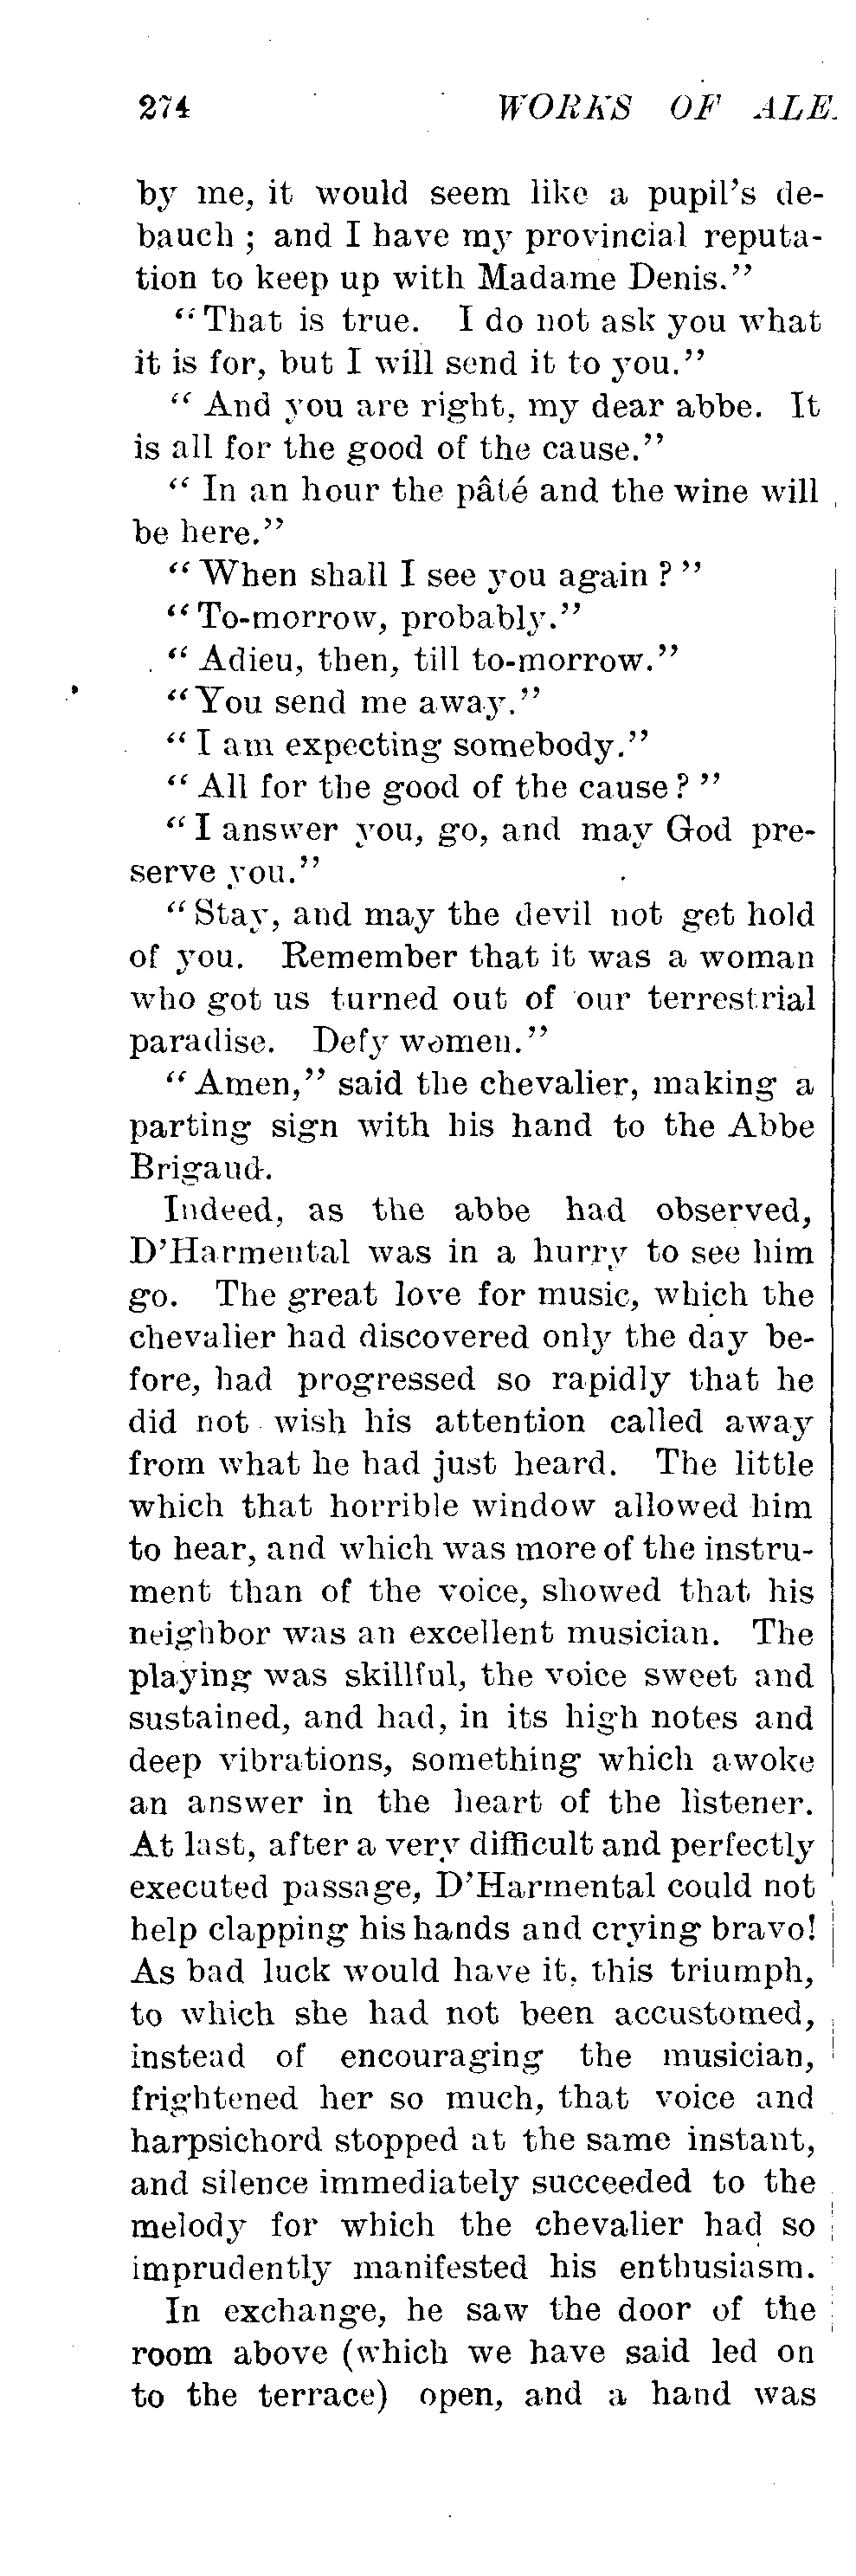 274 WORKS OF ALE
by me, it would seem like a pupil's de-
bauch ; and I have my provincial reputa-
tion to keep up with Madame Denis."
"That is true. I do not ask you what
it is for, but I will send it to you."
" And you are right, my dear abbe. It
is all for the good of the cause."
" In an hour the pâté and the wine will
be here."
" When shall I see you again ? "
"To-morrow, probably."
" Adieu, then, till to-morrow."
"You send me away."
" I am expecting somebody."
" All for the good of the cause ? "
" I answer you, go, and may God pre-
serve you."
"Stay, and may the devil not get hold
of you. Remember that it was a woman
who got us turned out of our terrestrial
paradise. Defy women."
"Amen," said the chevalier, making a
parting sign with his hand to the Abbe
Brigaud.
Indeed, as the abbe had observed,
D'Harmental was in a hurry to see him
go. The great love for music, which the
chevalier had discovered only the day be-
fore, had progressed so rapidly that he
did not wish his attention called away
from what he had just heard. The little
which that horrible window allowed him
to hear, and which was more of the instru-
ment than of the voice, showed that his
neighbor was an excellent musician. The
playing was skillful, the voice sweet and
sustained, and had, in its high notes and
deep vibrations, something which awoke
an answer in the heart of the listener.
At last, after a very difficult and perfectly
executed passage, D'Harmental could not
help clapping his hands and crying bravo!
As bad luck would have it, this triumph,
to which she had not been accustomed,
instead of encouraging the musician,
frightened her so much, that voice and
harpsichord stopped at the same instant,
and silence immediately succeeded to the
melody for which the chevalier had so
imprudently manifested his enthusiasm.
In exchange, he saw the door of the
room above (which we have said led on
to the terrace) open, and a hand was